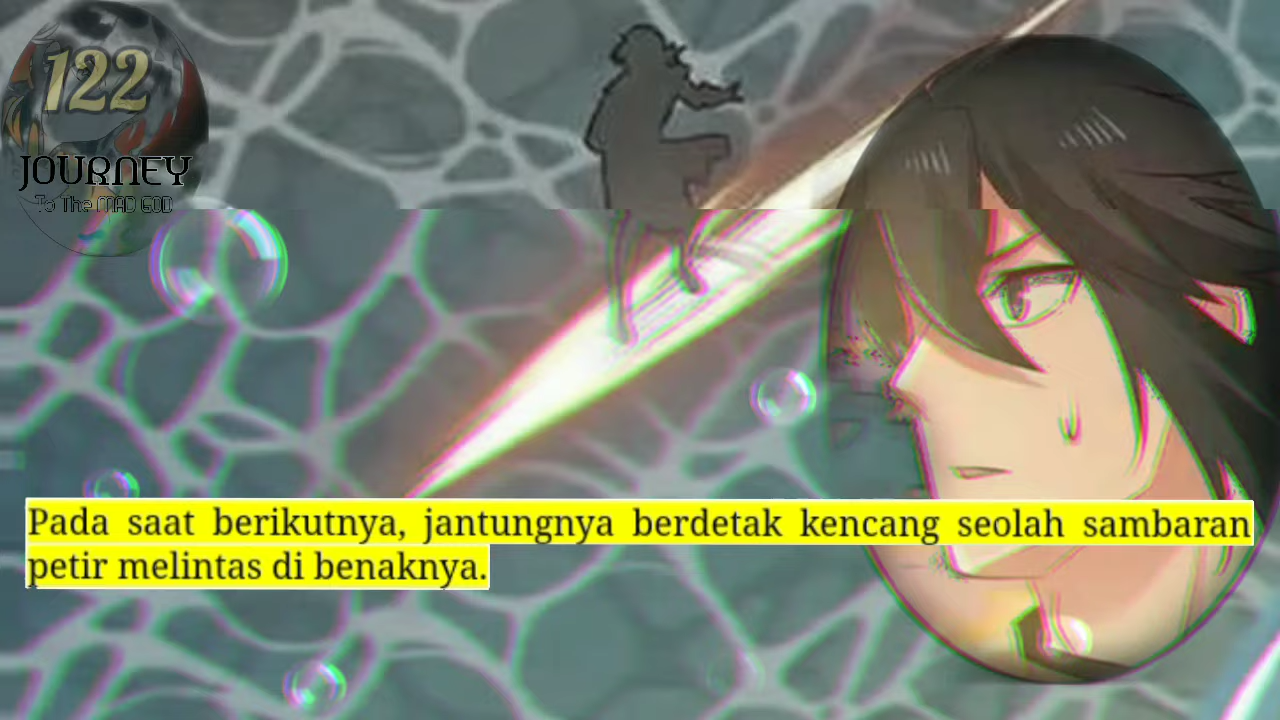 122
JOURNEY
To The MAD GOD
Pada saat berikutnya, jantungnya berdetak kencang seolah sambaran
petir melintas di benaknya.